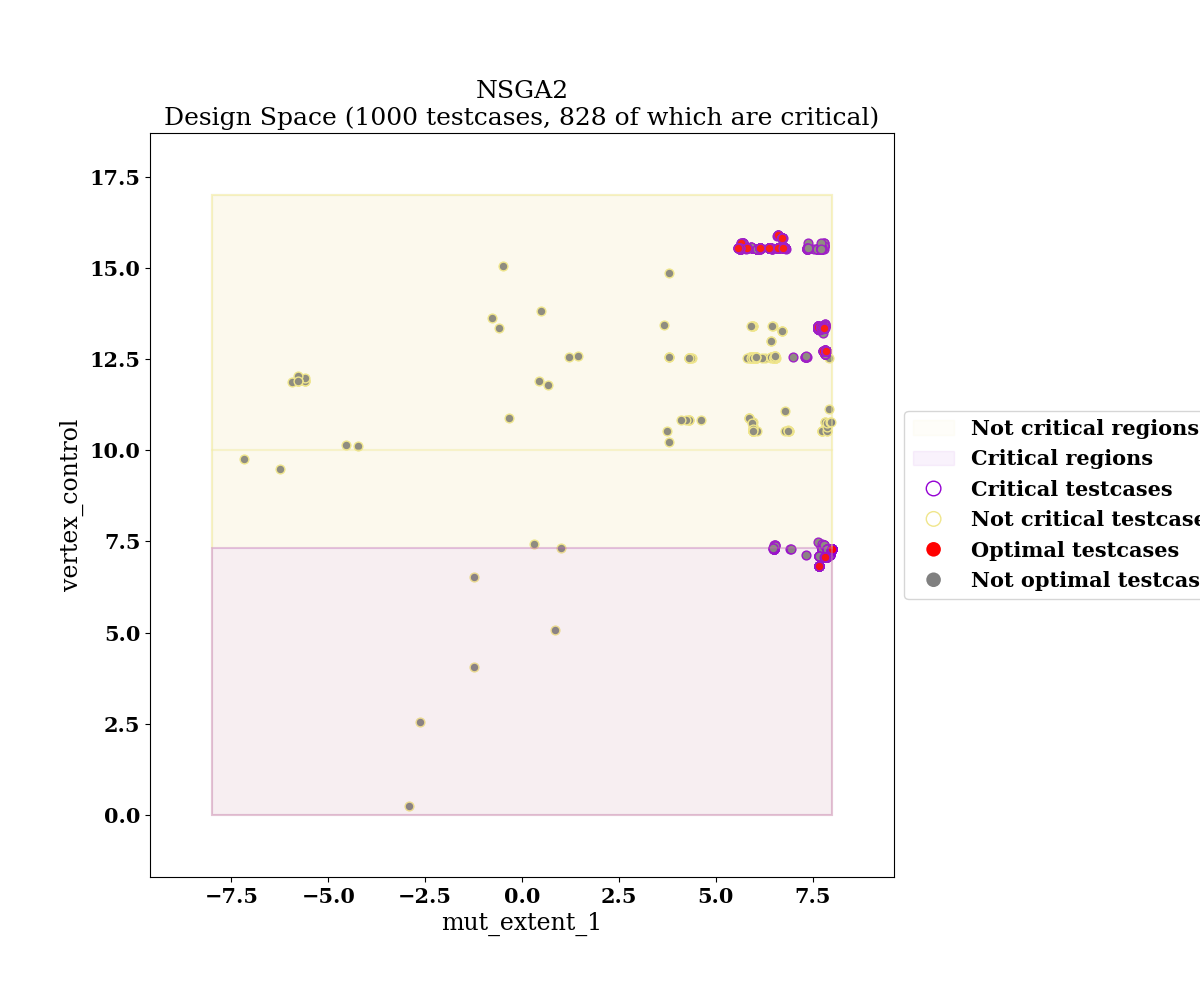 NSGA2
Design Space (1000 testcases, 828 of which are critical)
17.5
15.0
12.5
10.0
7.5
5.0
2.5
0.0
vertex_control
−7.5
−5.0
−2.5
0.0
2.5
5.0
7.5
mut_extent_1
Not critical regions
Critical regions
Critical testcases
Not critical testcase
Optimal testcases
Not optimal testcas